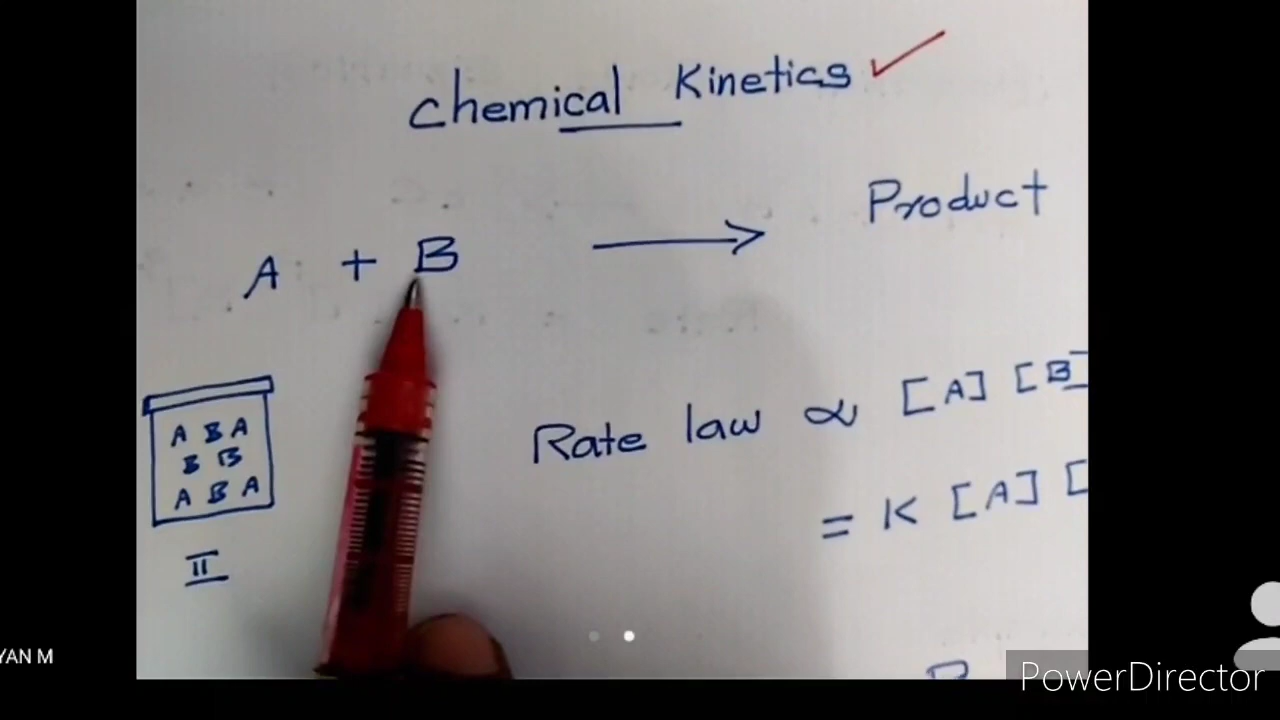 Chemical Kinetics
A + B → Product
A B A
B B
A B A
II
Rate law ∝ [A] [B]
= K [A] [
YAN M
PowerDirector